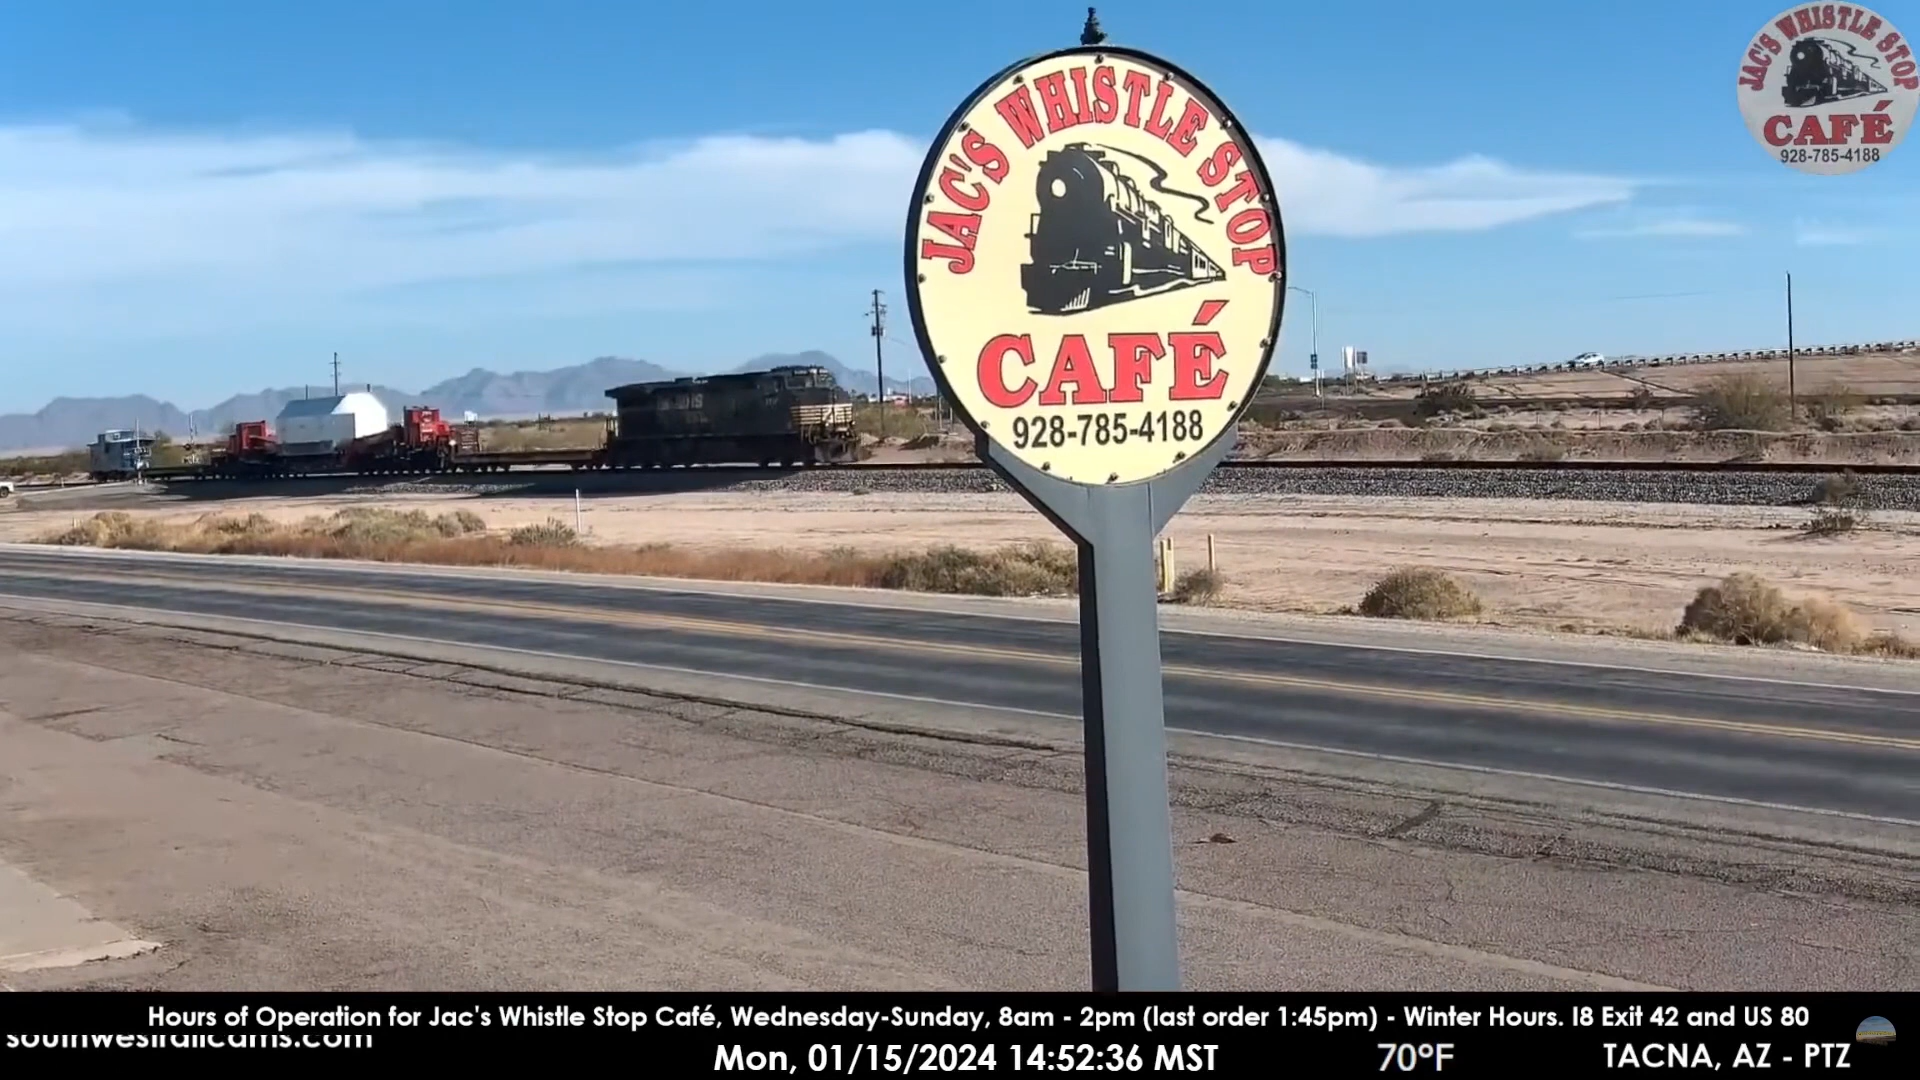 JAC'S WHISTLE STOP
CAFÉ
928-785-4188
JAC'S WHISTLE STOP
CAFÉ
928-785-4188
Hours of Operation for Jac's Whistle Stop Café, Wednesday-Sunday, 8am - 2pm (last order 1:45pm) - Winter Hours. I8 Exit 42 and US 80
southwestrailcams.com
Mon, 01/15/2024 14:52:36 MST
70°F
TACNA, AZ - PTZ